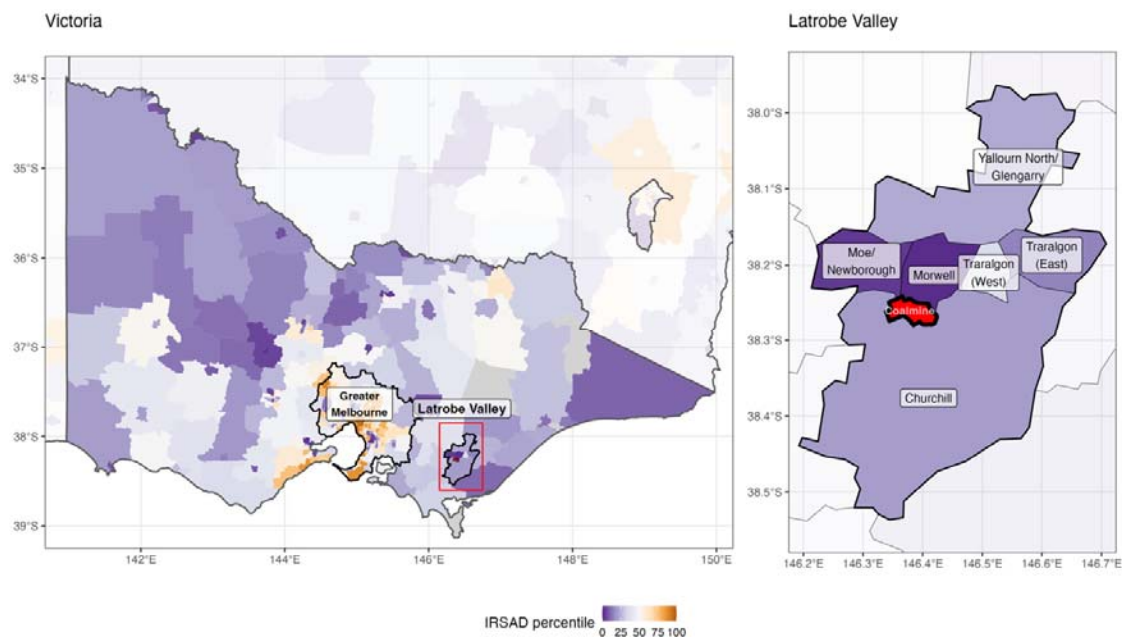 Victoria
Latrobe Valley
34°S
35°S
36°S
37°S
38°S
39°S
142°E
144°E
146°E
148°E
150°E
Greater
Melbourne
Latrobe Valley
38.0°S
38.1°S
38.2°S
38.3°S
38.4°S
38.5°S
146.2°E
146.3°E
146.4°E
146.5°E
146.6°E
146.7°E
Yallourn North/
Glengarry
Moe/
Newborough
Morwell
Traralgon
(West)
Traralgon
(East)
Coalmine
Churchill
IRSAD percentile
0 25 50 75 100